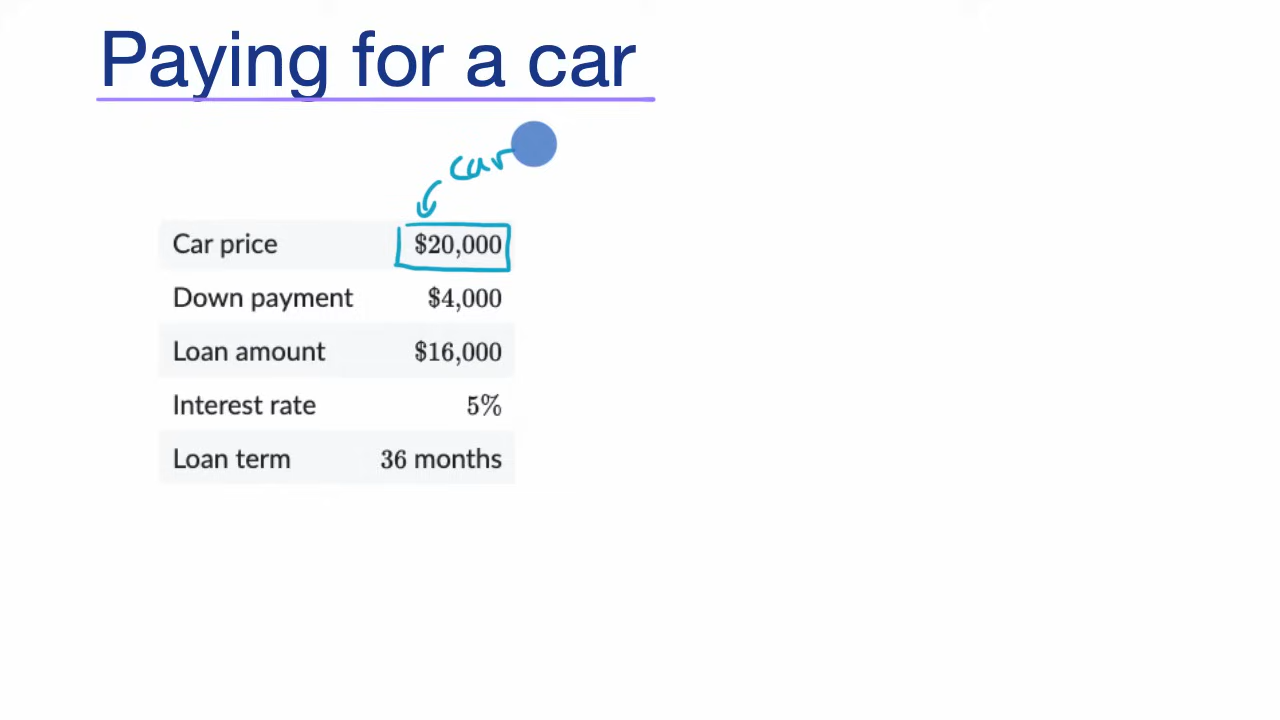 Paying for a car
car
Car price $20,000
Down payment $4,000
Loan amount $16,000
Interest rate 5%
Loan term 36 months